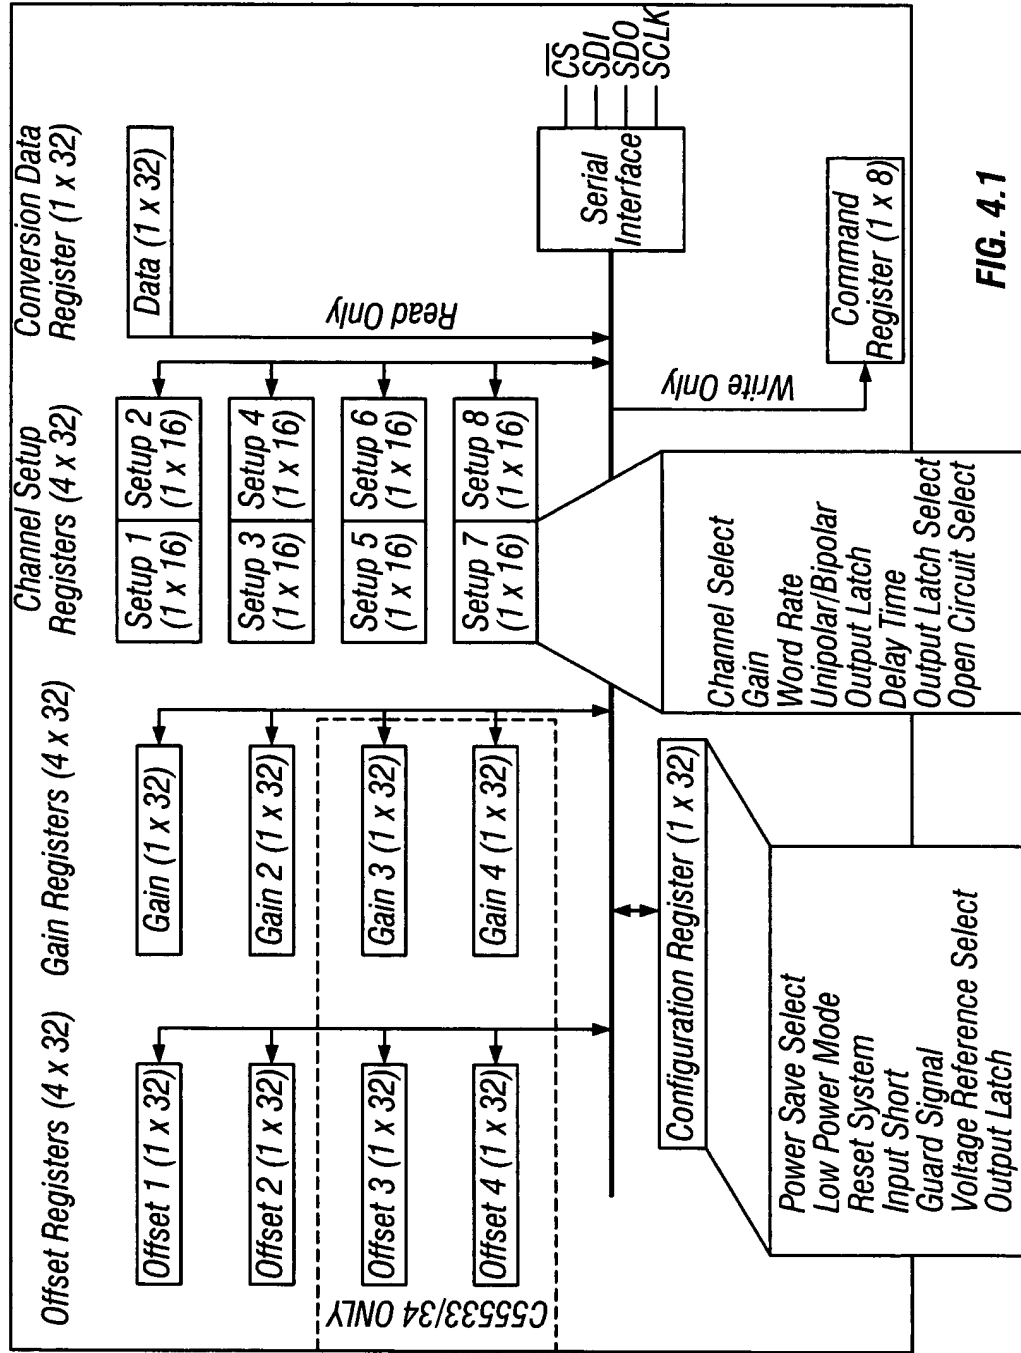 Offset Registers (4 x 32)
Gain Registers (4 x 32)
Channel Setup
Registers (4 x 32)
Conversion Data
Register (1 x 32)
Offset 1 (1 x 32)
Gain (1 x 32)
Setup 1
(1 x 16)
Setup 2
(1 x 16)
Data (1 x 32)
Offset 2 (1 x 32)
Gain 2 (1 x 32)
Setup 3
(1 x 16)
Setup 4
(1 x 16)
Offset 3 (1 x 32)
Gain 3 (1 x 32)
Setup 5
(1 x 16)
Setup 6
(1 x 16)
Offset 4 (1 x 32)
Gain 4 (1 x 32)
Setup 7
(1 x 16)
Setup 8
(1 x 16)
C55533/34 ONLY
Read Only
Serial
Interface
CS
SDI
SDO
SCLK
Configuration Register (1 x 32)
Write Only
Command
Register (1 x 8)
Power Save Select
Low Power Mode
Reset System
Input Short
Guard Signal
Voltage Reference Select
Output Latch
Channel Select
Gain
Word Rate
Unipolar/Bipolar
Output Latch
Delay Time
Output Latch Select
Open Circuit Select
FIG. 4.1